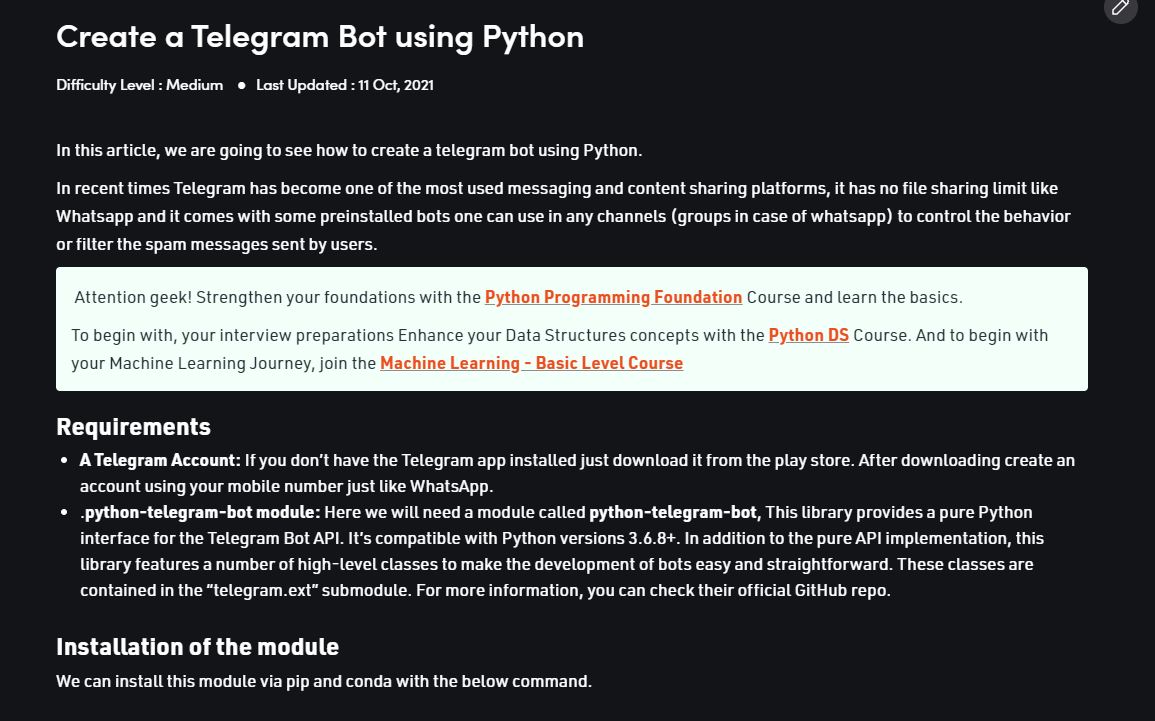 Create a Telegram Bot using Python
Difficulty Level : Medium ● Last Updated : 11 Oct, 2021
In this article, we are going to see how to create a telegram bot using Python.
In recent times Telegram has become one of the most used messaging and content sharing platforms, it has no file sharing limit like
Whatsapp and it comes with some preinstalled bots one can use in any channels (groups in case of whatsapp) to control the behavior
or filter the spam messages sent by users.
Attention geek! Strengthen your foundations with the Python Programming Foundation Course and learn the basics.
To begin with, your interview preparations Enhance your Data Structures concepts with the Python DS Course. And to begin with
your Machine Learning Journey, join the Machine Learning - Basic Level Course
Requirements
• A Telegram Account: If you don’t have the Telegram app installed just download it from the play store. After downloading create an
account using your mobile number just like WhatsApp.
• .python-telegram-bot module: Here we will need a module called python-telegram-bot, This library provides a pure Python
interface for the Telegram Bot API. It’s compatible with Python versions 3.6.8+. In addition to the pure API implementation, this
library features a number of high-level classes to make the development of bots easy and straightforward. These classes are
contained in the “telegram.ext” submodule. For more information, you can check their official GitHub repo.
Installation of the module
We can install this module via pip and conda with the below command.